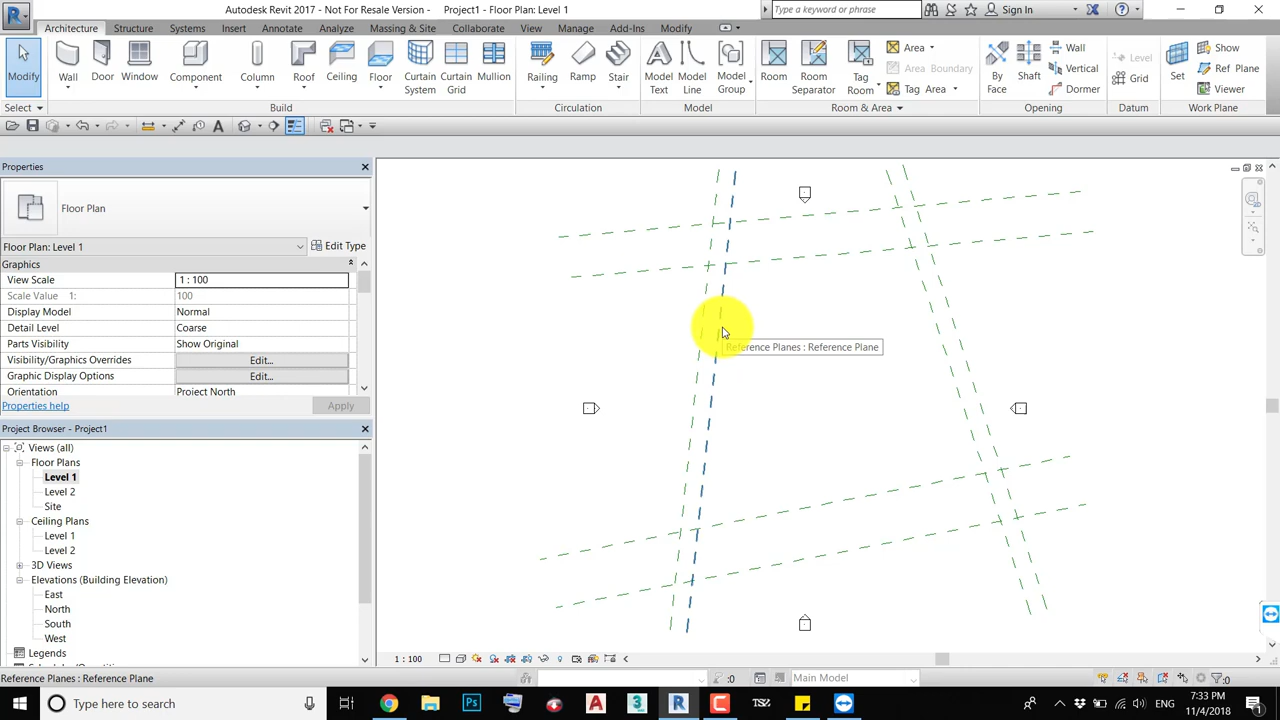 Autodesk Revit 2017 - Not For Resale Version - Project1 - Floor Plan: Level 1
Type a keyword or phrase
Sign In
Architecture Structure Systems Insert Annotate Analyze Massing & Site Collaborate View Manage Add-Ins Modify
Modify Wall Door Window Component Column Roof Ceiling Floor Curtain System Curtain Grid Mullion Railing Ramp Stair Model Text Model Line Model Group Room Room Separator Tag Room
Area
Area Boundary
Tag Area
By Face Shaft
Wall
Vertical
Dormer
Level
Grid
Set
Show
Ref Plane
Viewer
Select Build Circulation Model Room & Area Opening Datum Work Plane
Properties
Floor Plan
Floor Plan: Level 1 Edit Type
Graphics
View Scale 1 : 100
Scale Value 1: 100
Display Model Normal
Detail Level Coarse
Parts Visibility Show Original
Visibility/Graphics Overrides Edit...
Graphic Display Options Edit...
Orientation Project North
Properties help Apply
Project Browser - Project1
Views (all)
Floor Plans
Level 1
Level 2
Site
Ceiling Plans
Level 1
Level 2
3D Views
Elevations (Building Elevation)
East
North
South
West
Legends
Reference Planes : Reference Plane
1 : 100
Reference Planes : Reference Plane
:0
Main Model
:0
Type here to search
ENG
7:33 PM
11/4/2018